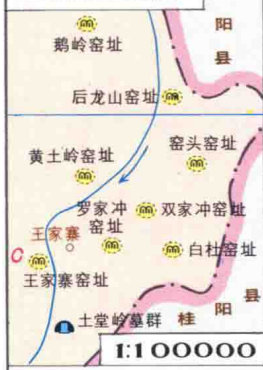 鹅岭窑址
阳
县
后龙山窑址
窑头窑址
黄土岭窑址
罗家冲
窑址
双家冲窑址
王家寨
C
白杜窑址
王家寨窑址
土堂岭墓群
桂
阳
县
1:100000